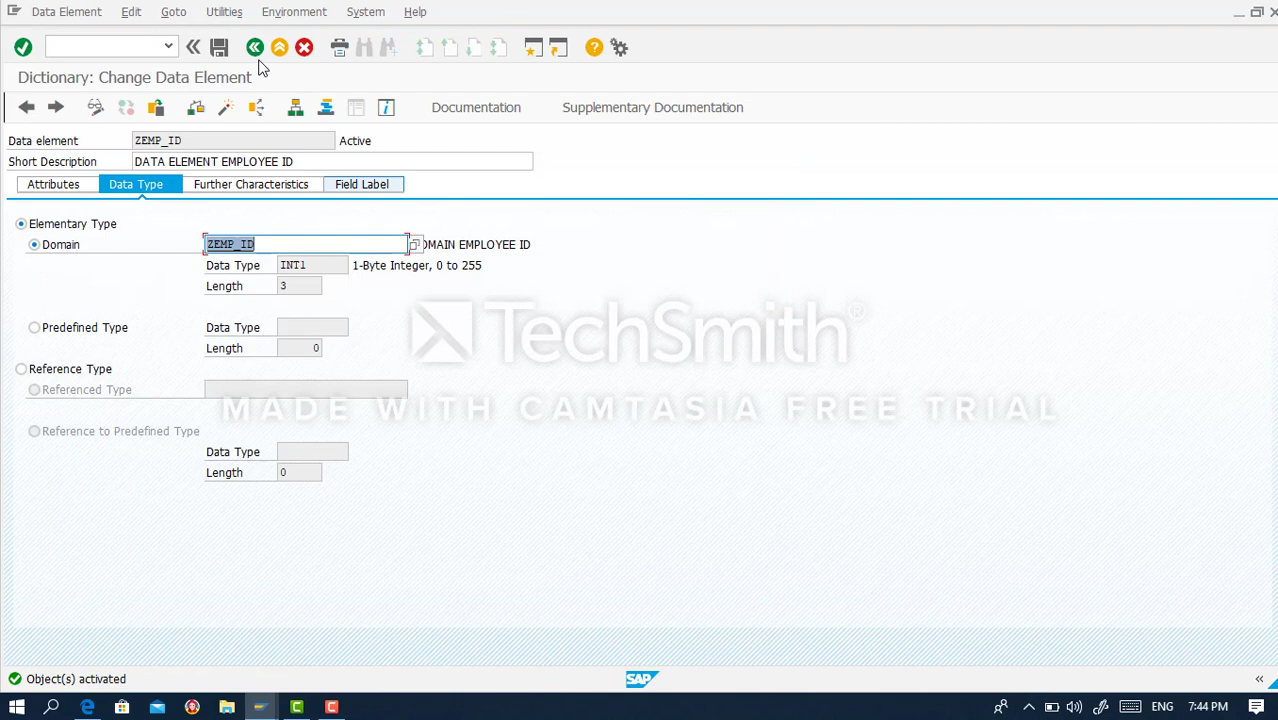 Data Element Edit Goto Utilities Environment System Help
Dictionary: Change Data Element
Documentation Supplementary Documentation
Data element ZEMP_ID Active
Short Description DATA ELEMENT EMPLOYEE ID
Attributes Data Type Further Characteristics Field Label
Elementary Type
Domain ZEMP_ID OMAIN EMPLOYEE ID
Data Type INT1 1-Byte Integer, 0 to 255
Length 3
Predefined Type Data Type
Length 0
TechSmith®
Reference Type
Referenced Type
MADE WITH CAMTASIA FREE TRIAL
Reference to Predefined Type
Data Type
Length 0
Object(s) activated SAP
ENG 7:44 PM